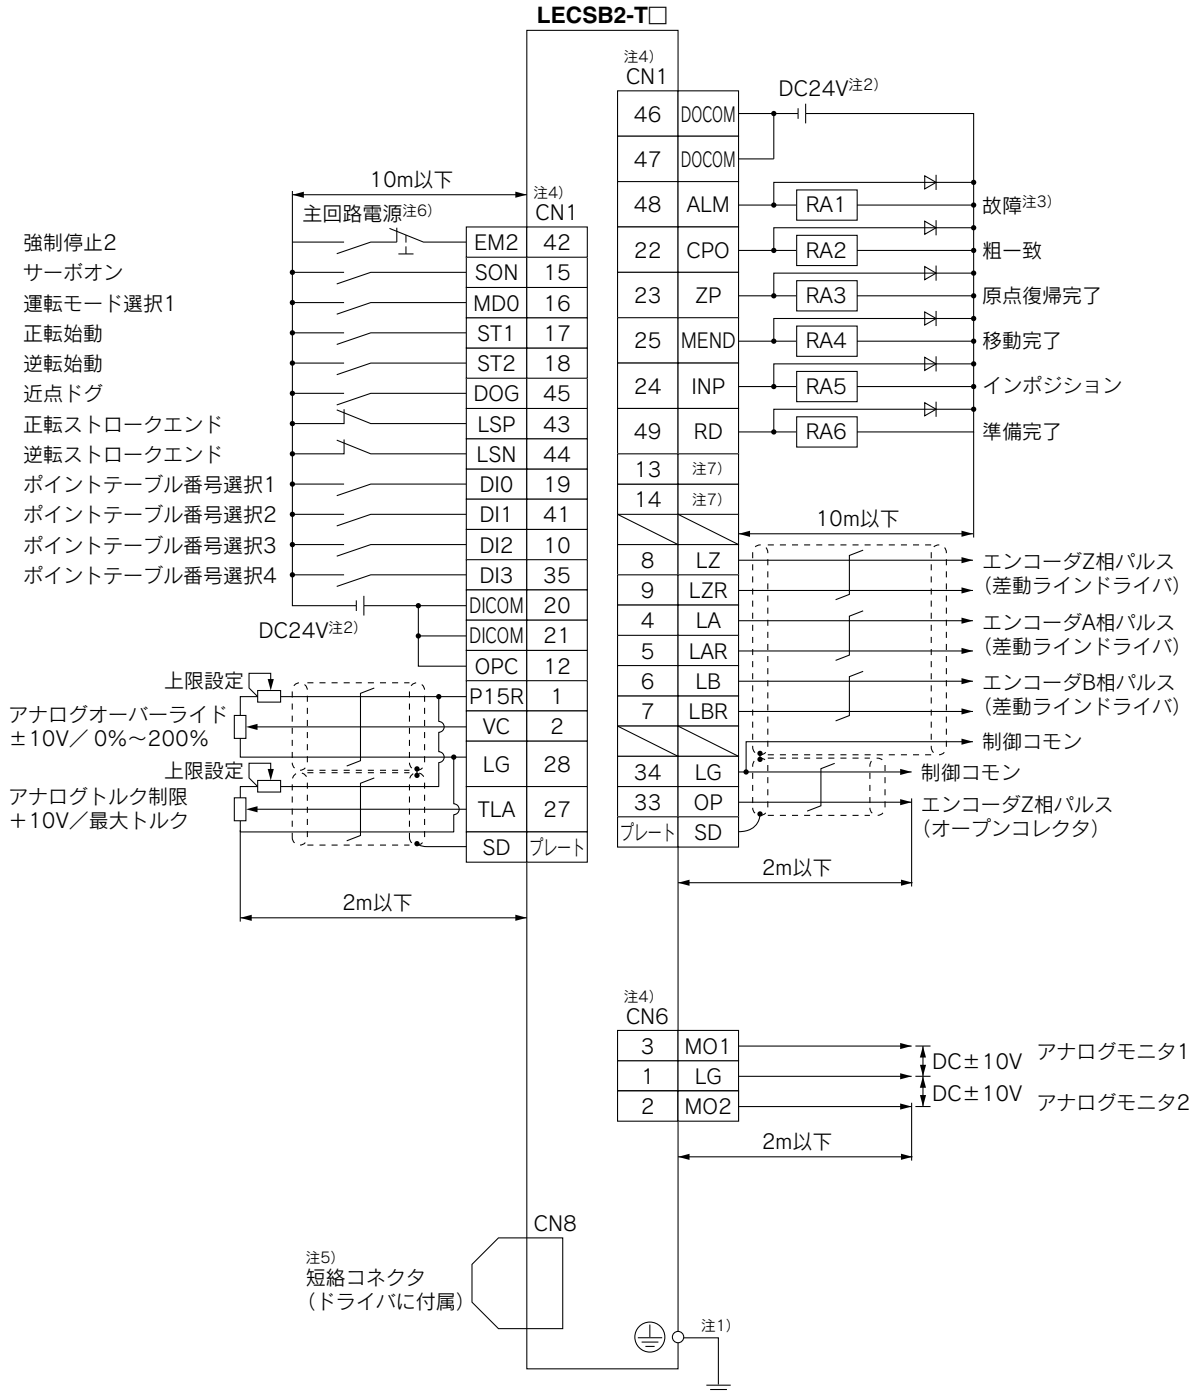 LECSB2-T□
注4)
CN1
DC24V注2)
46 DOCOM
47 DOCOM
48 ALM RA1 故障注3)
22 CPO RA2 粗一致
23 ZP RA3 原点復帰完了
25 MEND RA4 移動完了
24 INP RA5 インポジション
49 RD RA6 準備完了
13 注7)
14 注7)
10m以下
8 LZ エンコーダZ相パルス
9 LZR (差動ラインドライバ)
4 LA エンコーダA相パルス
5 LAR (差動ラインドライバ)
6 LB エンコーダB相パルス
7 LBR (差動ラインドライバ)
制御コモン
34 LG 制御コモン
33 OP エンコーダZ相パルス
(オープンコレクタ)
プレート SD
2m以下
10m以下
注4)
CN1
主回路電源注6)
強制停止2 EM2 42
サーボオン SON 15
運転モード選択1 MD0 16
正転始動 ST1 17
逆転始動 ST2 18
近点ドグ DOG 45
正転ストロークエンド LSP 43
逆転ストロークエンド LSN 44
ポイントテーブル番号選択1 DI0 19
ポイントテーブル番号選択2 DI1 41
ポイントテーブル番号選択3 DI2 10
ポイントテーブル番号選択4 DI3 35
DICOM 20
DC24V注2)
DICOM 21
OPC 12
上限設定
P15R 1
アナログオーバーライド
±10V/0%〜200%
VC 2
LG 28
上限設定
アナログトルク制限
+10V/最大トルク
TLA 27
SD プレート
2m以下
注4)
CN6
3 MO1 アナログモニタ1
DC±10V
1 LG
DC±10V
2 MO2 アナログモニタ2
2m以下
CN8
注5)
短絡コネクタ
(ドライバに付属)
注1)